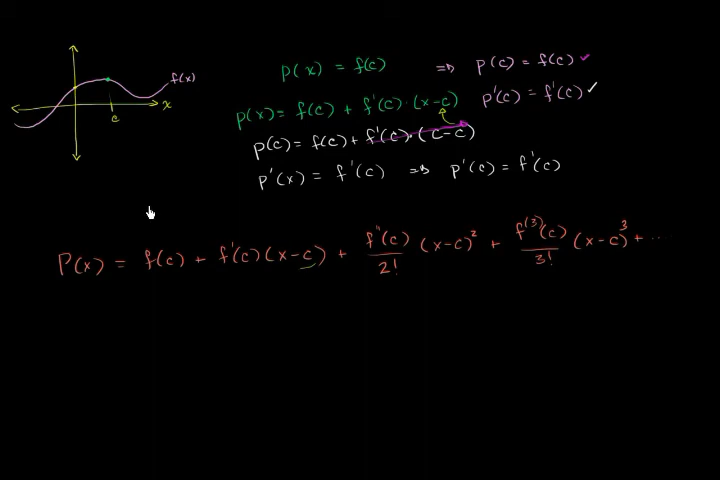 p(x) = f(c) ⇒ p(c) = f(c) ✓
f(x)
p(x) = f(c) + f'(c) · (x-c) p'(c) = f'(c) ✓
x
c
p(c) = f(c) + f'(c) · (c-c)
p'(x) = f'(c) ⇒ p'(c) = f'(c)
P(x) = f(c) + f'(c)(x-c) + f''(c)/2! (x-c)² + f⁽³⁾(c)/3! (x-c)³ + ...